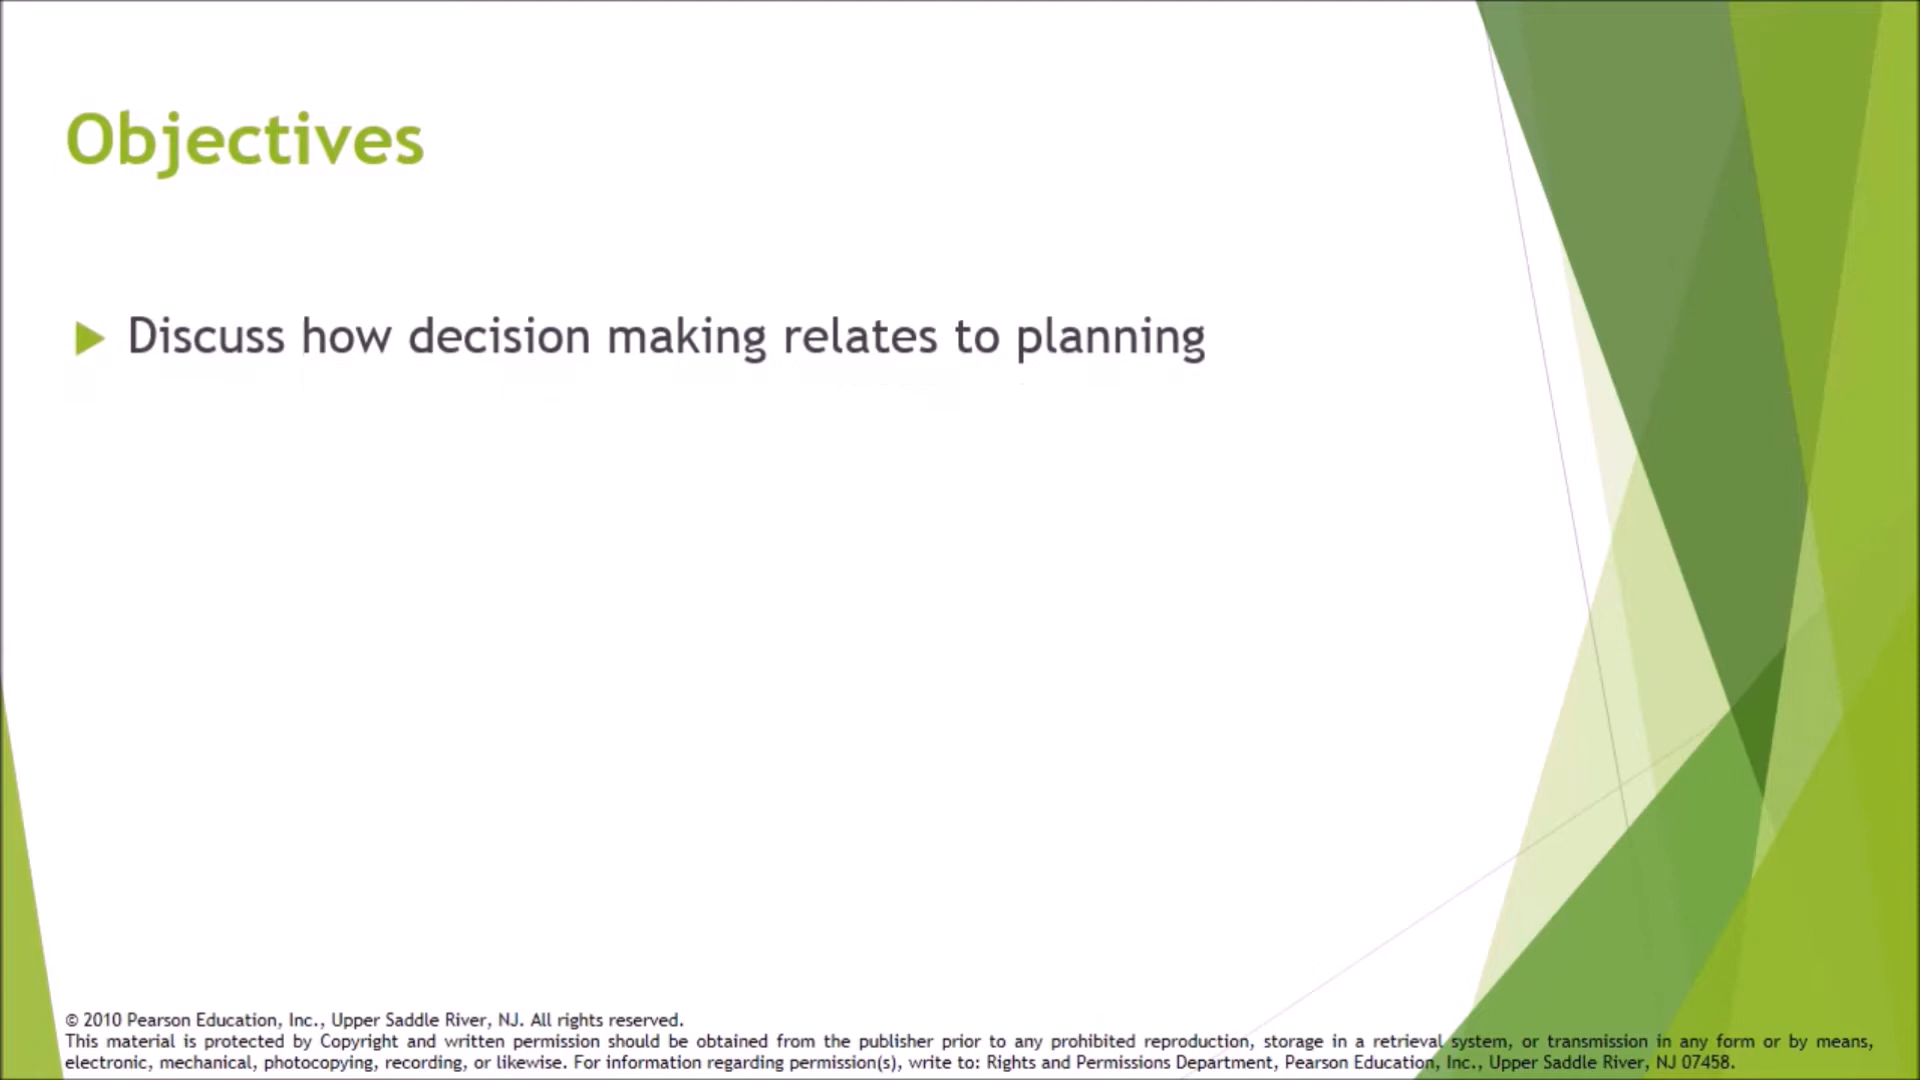 Objectives
Discuss how decision making relates to planning
© 2010 Pearson Education, Inc., Upper Saddle River, NJ. All rights reserved.
This material is protected by Copyright and written permission should be obtained from the publisher prior to any prohibited reproduction, storage in a retrieval system, or transmission in any form or by means,
electronic, mechanical, photocopying, recording, or likewise. For information regarding permission(s), write to: Rights and Permissions Department, Pearson Education, Inc., Upper Saddle River, NJ 07458.